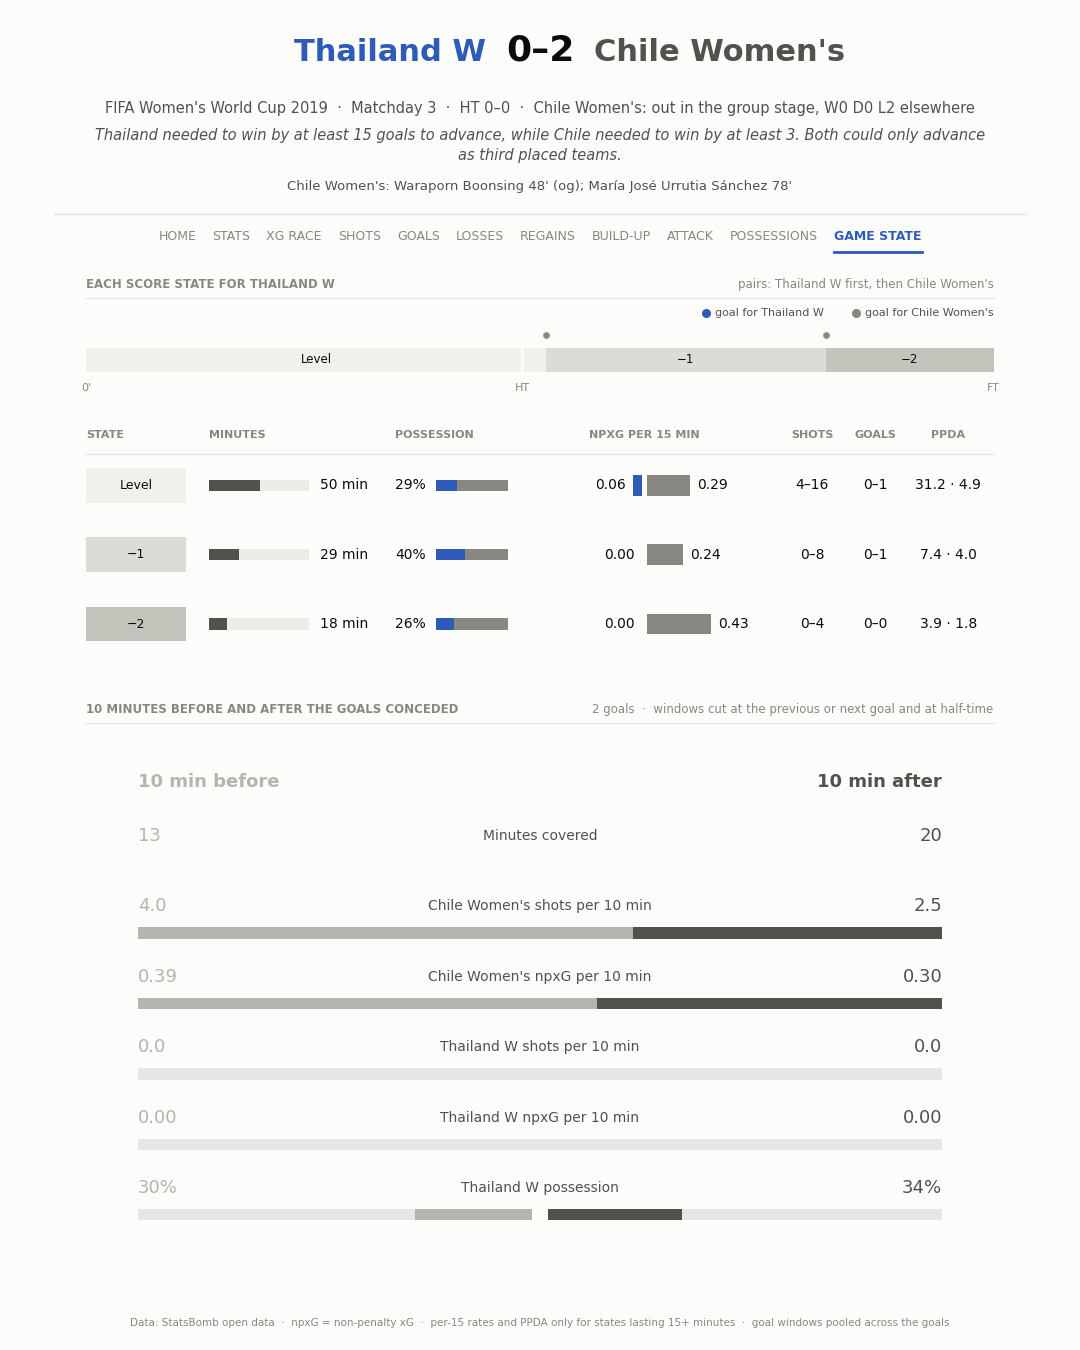 Thailand W 0–2 Chile Women's
FIFA Women's World Cup 2019 · Matchday 3 · HT 0–0 · Chile Women's: out in the group stage, W0 D0 L2 elsewhere
Thailand needed to win by at least 15 goals to advance, while Chile needed to win by at least 3. Both could only advance
as third placed teams.
Chile Women's: Waraporn Boonsing 48' (og); María José Urrutia Sánchez 78'
HOME STATS XG RACE SHOTS GOALS LOSSES REGAINS BUILD-UP ATTACK POSSESSIONS GAME STATE
EACH SCORE STATE FOR THAILAND W pairs: Thailand W first, then Chile Women's
goal for Thailand W goal for Chile Women's
Level −1 −2
0' HT FT
STATE MINUTES POSSESSION NPXG PER 15 MIN SHOTS GOALS PPDA
Level 50 min 29% 0.06 0.29 4–16 0–1 31.2 · 4.9
−1 29 min 40% 0.00 0.24 0–8 0–1 7.4 · 4.0
−2 18 min 26% 0.00 0.43 0–4 0–0 3.9 · 1.8
10 MINUTES BEFORE AND AFTER THE GOALS CONCEDED 2 goals · windows cut at the previous or next goal and at half-time
10 min before 10 min after
13 Minutes covered 20
4.0 Chile Women's shots per 10 min 2.5
0.39 Chile Women's npxG per 10 min 0.30
0.0 Thailand W shots per 10 min 0.0
0.00 Thailand W npxG per 10 min 0.00
30% Thailand W possession 34%
Data: StatsBomb open data · npxG = non-penalty xG · per-15 rates and PPDA only for states lasting 15+ minutes · goal windows pooled across the goals